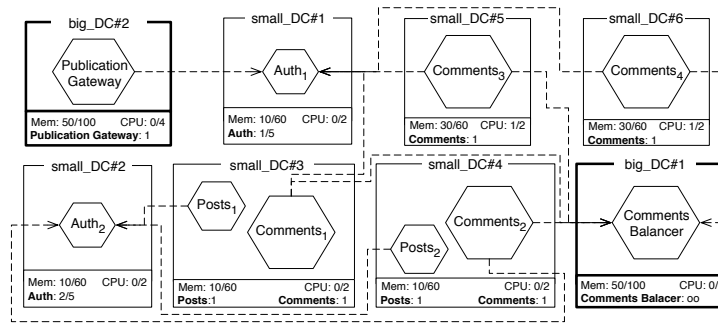 big_DC#2
Publication
Gateway
Mem: 50/100 CPU: 0/4
Publication Gateway: 1
small_DC#1
Auth1
Mem: 10/60 CPU: 0/2
Auth: 1/5
small_DC#5
Comments3
Mem: 30/60 CPU: 1/2
Comments: 1
small_DC#6
Comments4
Mem: 30/60 CPU: 1/2
Comments: 1
small_DC#2
Auth2
Mem: 10/60 CPU: 0/2
Auth: 2/5
small_DC#3
Posts1
Comments1
Mem: 10/60 CPU: 0/2
Posts:1 Comments: 1
small_DC#4
Posts2
Comments2
Mem: 10/60 CPU: 0/2
Posts: 1 Comments: 1
big_DC#1
Comments
Balancer
Mem: 50/100 CPU: 0/
Comments Balacer: oo